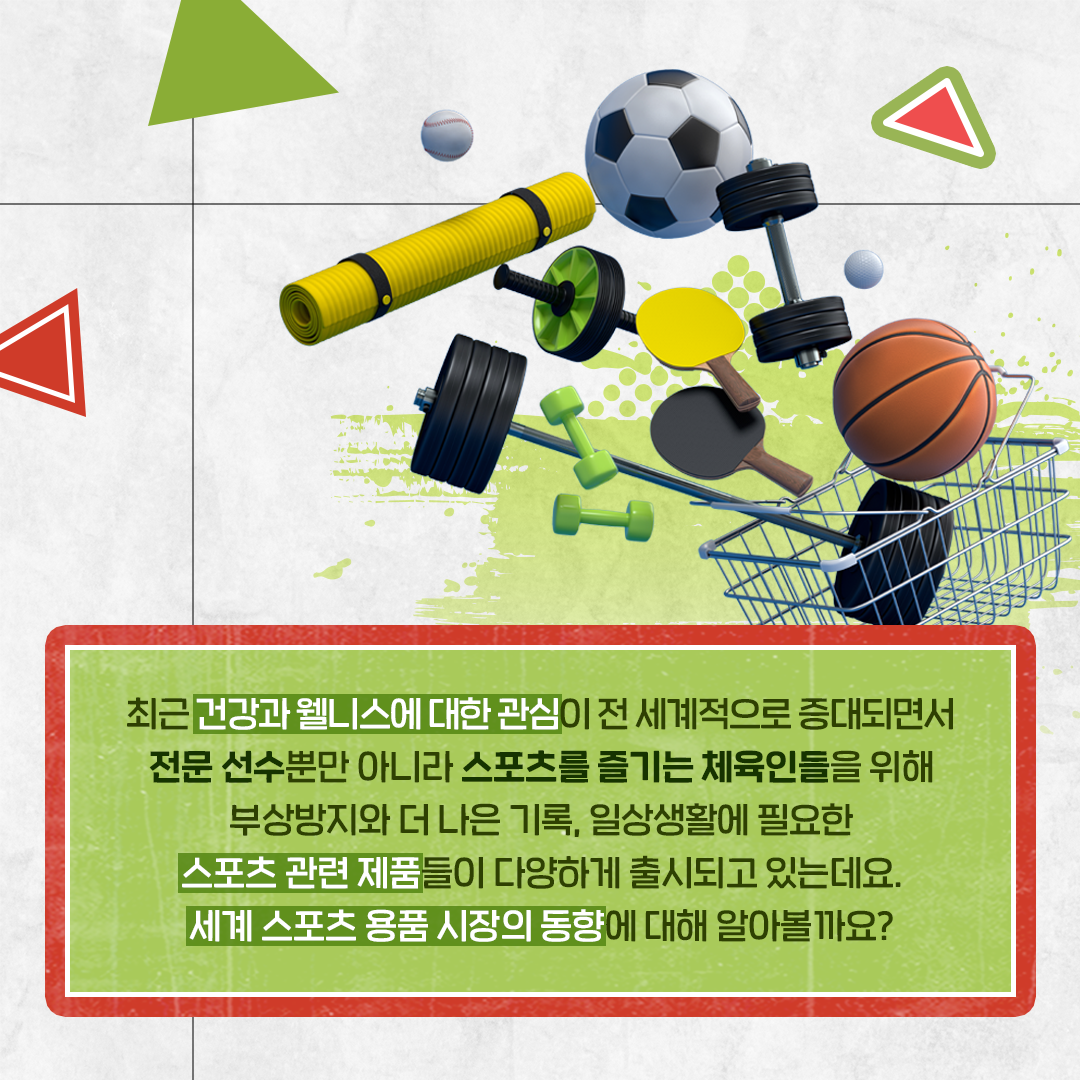 최근 건강과 웰니스에 대한 관심이 전 세계적으로 증대되면서
전문 선수뿐만 아니라 스포츠를 즐기는 체육인들을 위해
부상방지와 더 나은 기록, 일상생활에 필요한
스포츠 관련 제품들이 다양하게 출시되고 있는데요.
세계 스포츠 용품 시장의 동향에 대해 알아볼까요?